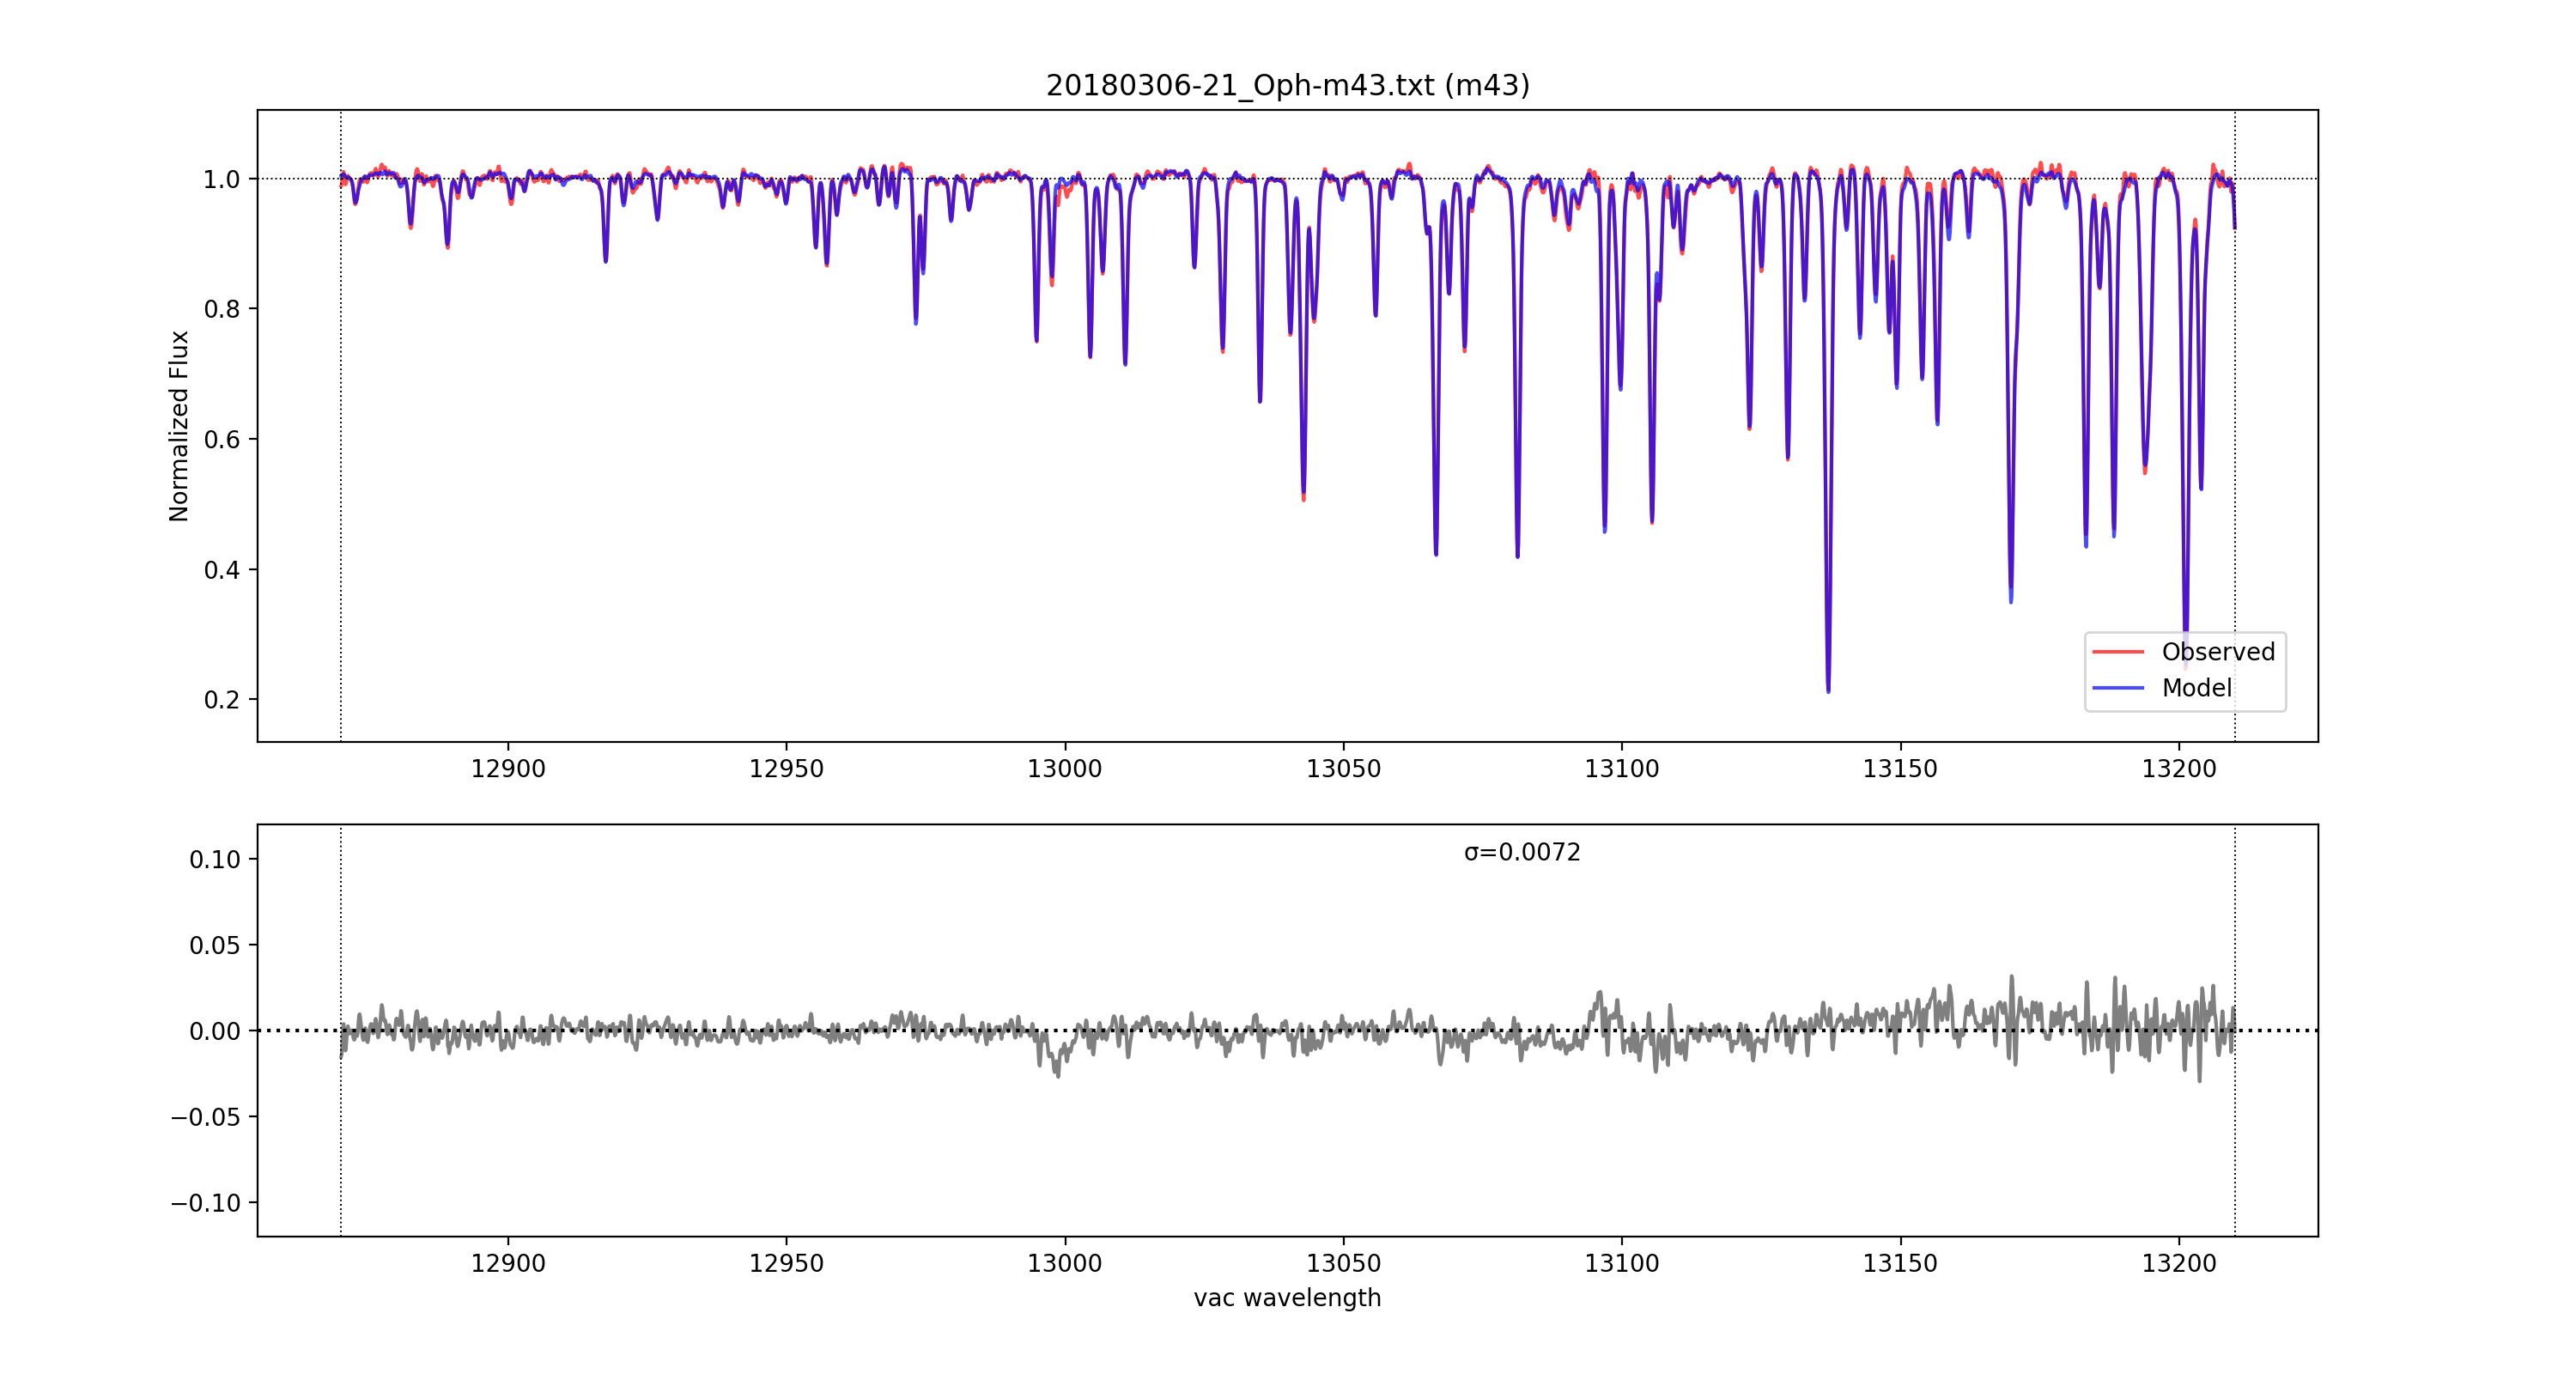 20180306-21_Oph-m43.txt (m43)
Normalized Flux
1.0
0.8
0.6
0.4
0.2
Observed
Model
12900 12950 13000 13050 13100 13150 13200
σ=0.0072
0.10
0.05
0.00
−0.05
−0.10
12900 12950 13000 13050 13100 13150 13200
vac wavelength